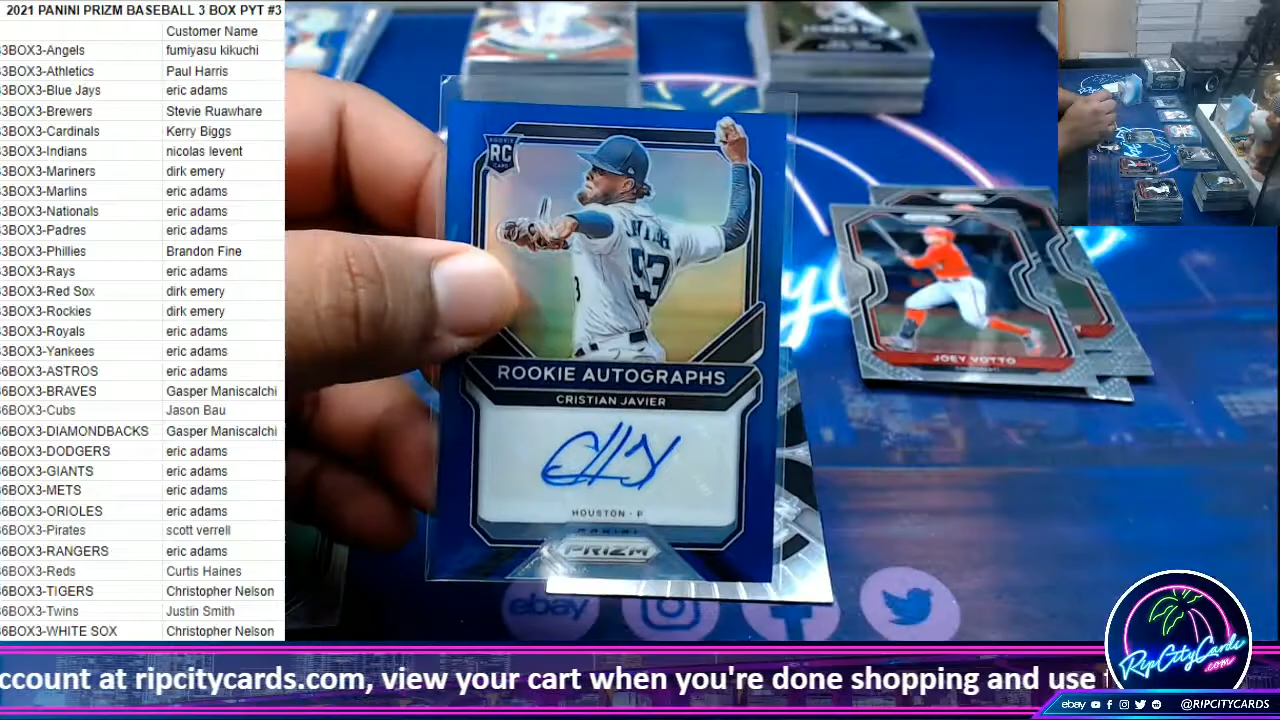 2021 PANINI PRIZM BASEBALL 3 BOX PYT #3
Customer Name
3BOX3-Angels fumiyasu kikuchi
3BOX3-Athletics Paul Harris
3BOX3-Blue Jays eric adams
3BOX3-Brewers Stevie Ruawhare
3BOX3-Cardinals Kerry Biggs
3BOX3-Indians nicolas levent
3BOX3-Mariners dirk emery
3BOX3-Marlins eric adams
3BOX3-Nationals eric adams
3BOX3-Padres eric adams
3BOX3-Phillies Brandon Fine
3BOX3-Rays eric adams
3BOX3-Red Sox dirk emery
3BOX3-Rockies dirk emery
3BOX3-Royals eric adams
3BOX3-Yankees eric adams
6BOX3-ASTROS eric adams
6BOX3-BRAVES Gasper Maniscalchi
6BOX3-Cubs Jason Bau
6BOX3-DIAMONDBACKS Gasper Maniscalchi
6BOX3-DODGERS eric adams
6BOX3-GIANTS eric adams
6BOX3-METS eric adams
6BOX3-ORIOLES eric adams
6BOX3-Pirates scott verrell
6BOX3-RANGERS eric adams
6BOX3-Reds Curtis Haines
6BOX3-TIGERS Christopher Nelson
6BOX3-Twins Justin Smith
6BOX3-WHITE SOX Christopher Nelson
ROOKIE
RC
CARD
53
ROOKIE AUTOGRAPHS
CRISTIAN JAVIER
HOUSTON - P
PANINI
PRIZM
JOEY VOTTO
ebay
RipCityCards
.com
ccount at ripcitycards.com, view your cart when you're done shopping and use
ebay @RIPCITYCARDS